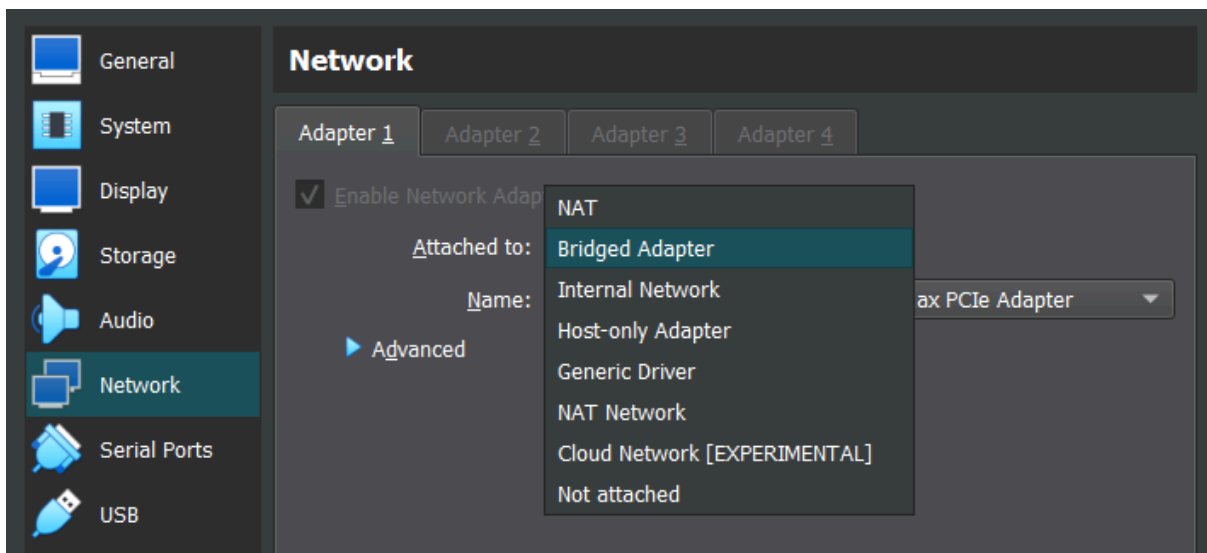 General
System
Display
Storage
Audio
Network
Serial Ports
USB
Network
Adapter 1 Adapter 2 Adapter 3 Adapter 4
Enable Network Adap
Attached to:
Name:
Advanced
NAT
Bridged Adapter
Internal Network
Host-only Adapter
Generic Driver
NAT Network
Cloud Network [EXPERIMENTAL]
Not attached
ax PCIe Adapter